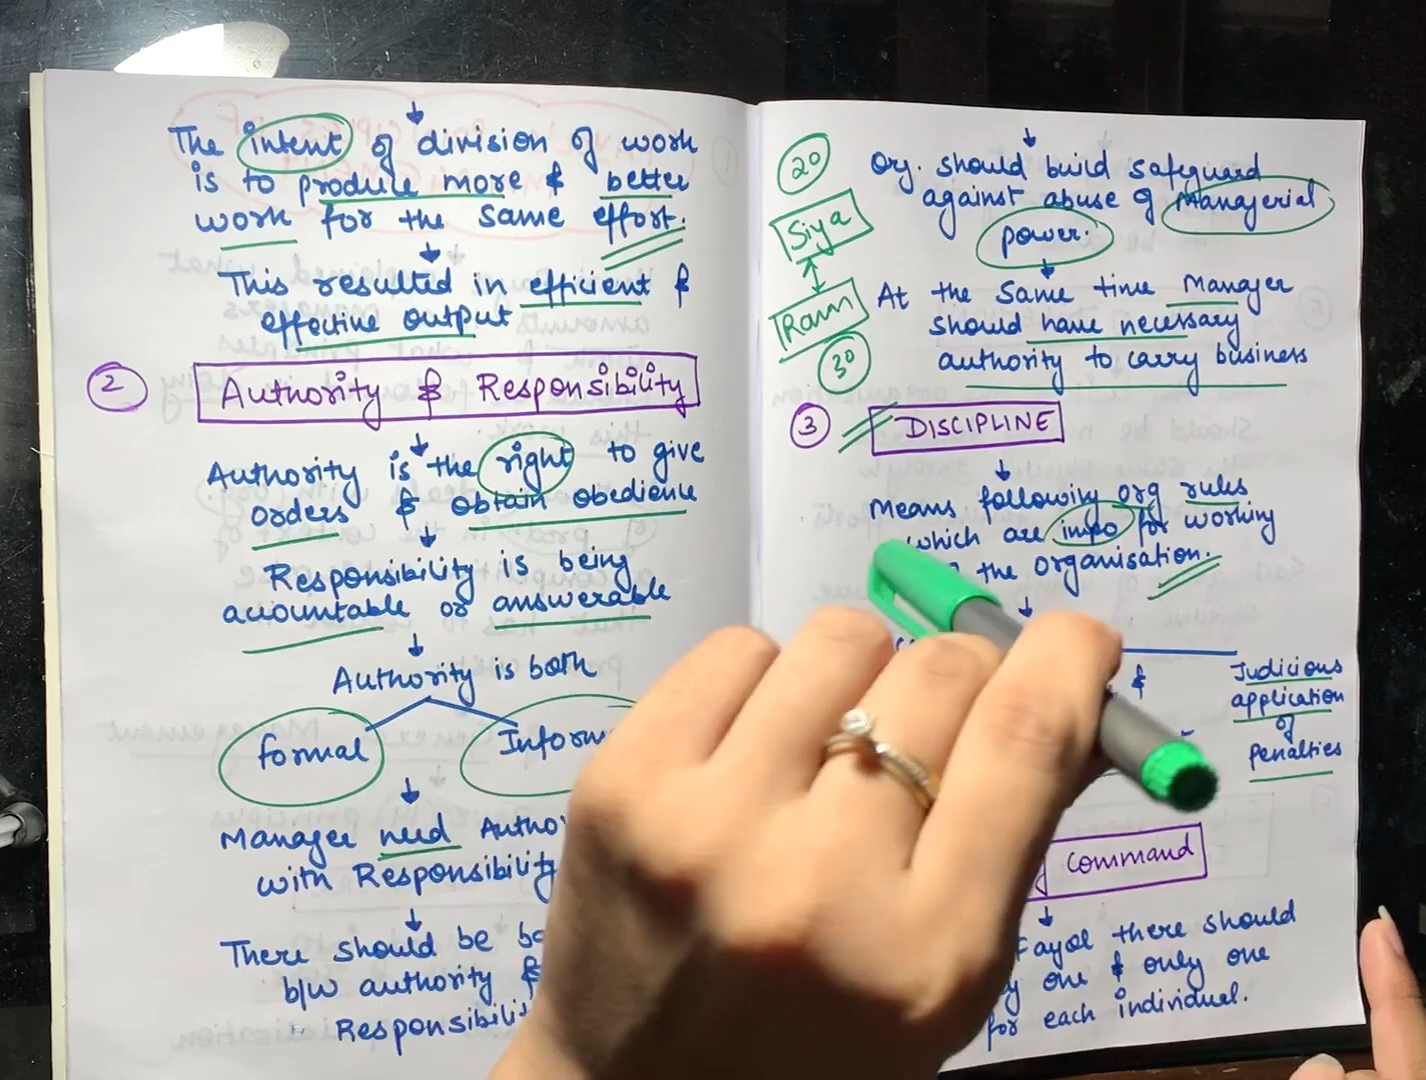 The intent of division of work
is to produce more & better
work for the same effort.
This resulted in efficient &
effective output
2 Authority & Responsibility
Authority is the right to give
orders & obtain obedience
Responsibility is being
accountable or answerable
Authority is both
formal
Manager need
with Responsibility
There should be
b/w authority &
20
Siya
Ram
30
Org. should build safeguard
against abuse of managerial
power.
At the same time Manager
should have necessary
authority to carry business
3 DISCIPLINE
Means following org rules
which are impo for working
the organisation.
&
Judicious
application
of
penalties
command
Fayol there should
one & only one
for each individual.